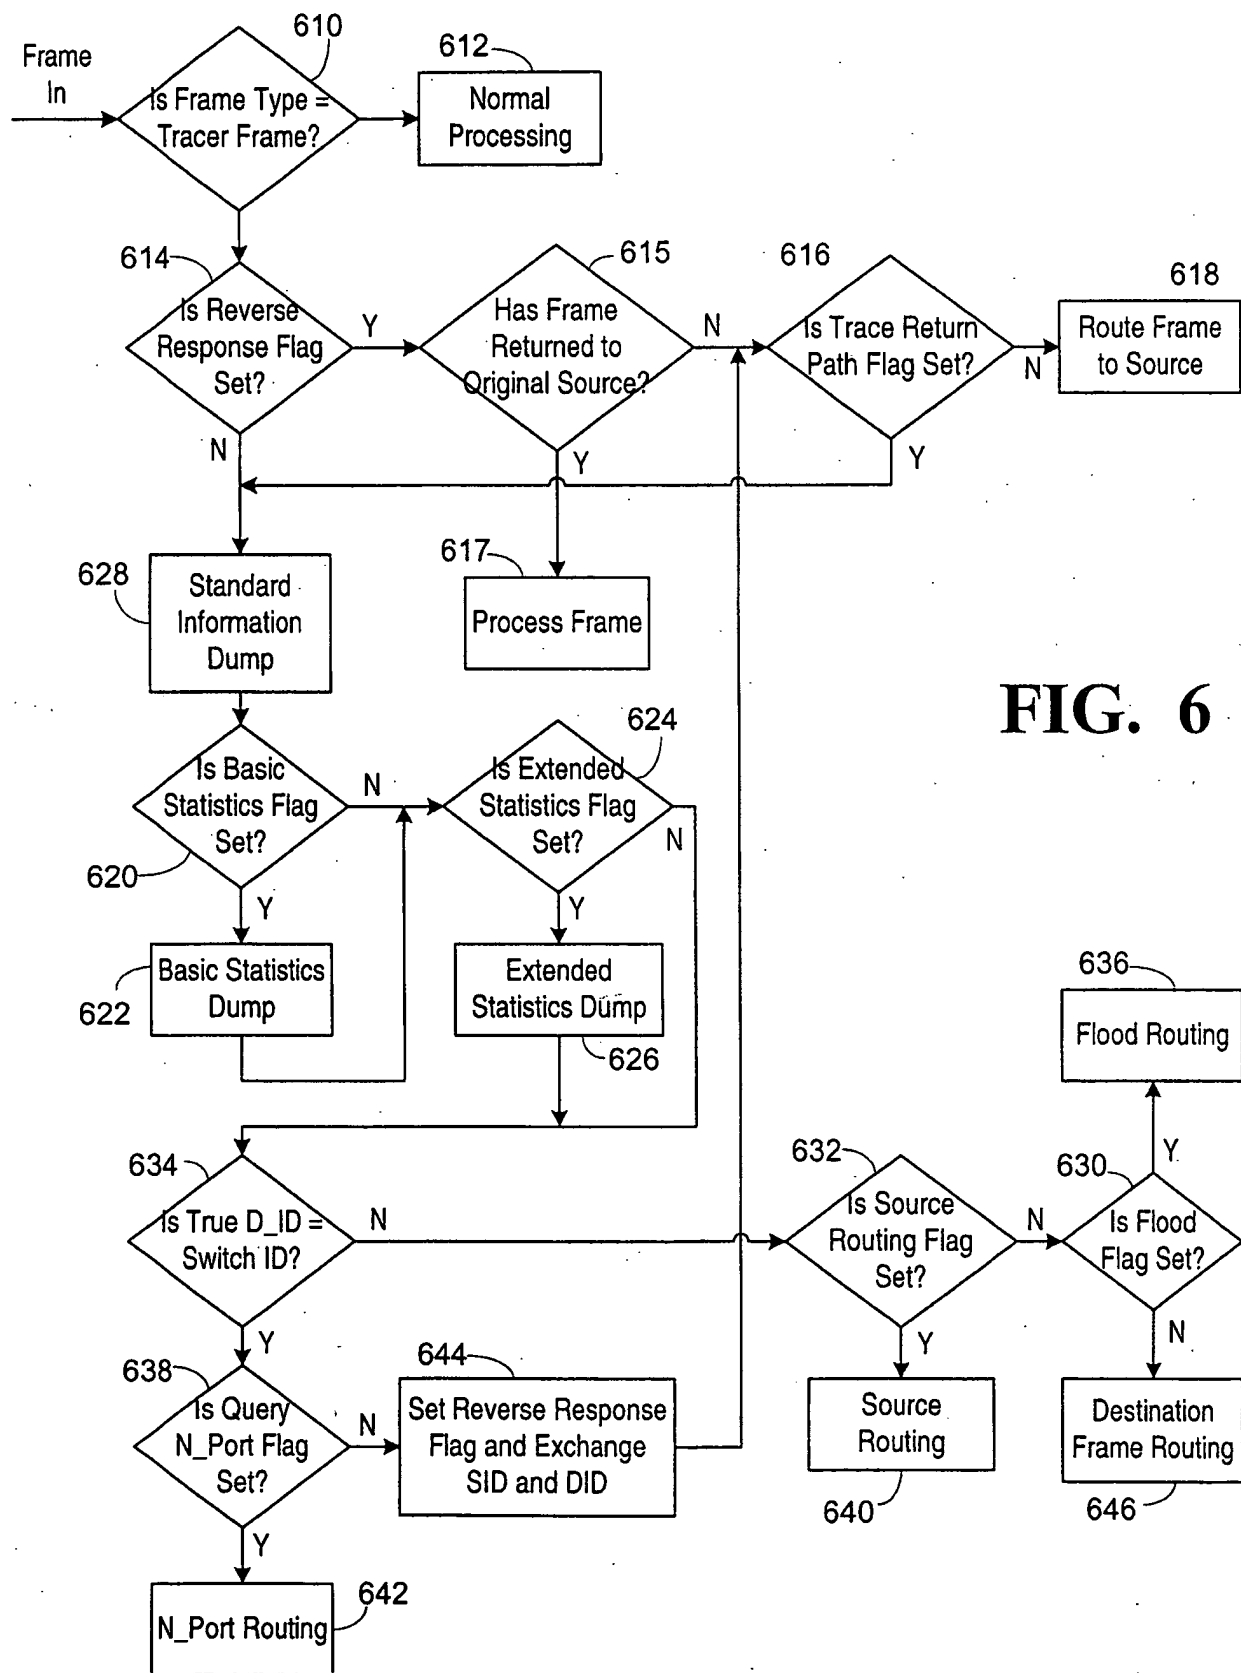 610
Frame
In
Is Frame Type =
Tracer Frame?
612
Normal
Processing
614
Is Reverse
Response Flag
Set?
Y
N
615
Has Frame
Returned to
Original Source?
N
Y
616
Is Trace Return
Path Flag Set?
N
Y
618
Route Frame
to Source
628
Standard
Information
Dump
617
Process Frame
FIG. 6
Is Basic
Statistics Flag
Set?
620
N
Y
624
Is Extended
Statistics Flag
Set?
N
Y
Basic Statistics
Dump
622
Extended
Statistics Dump
626
636
Flood Routing
634
Is True D_ID =
Switch ID?
N
Y
632
Is Source
Routing Flag
Set?
N
Y
630
Is Flood
Flag Set?
Y
N
638
Is Query
N_Port Flag
Set?
N
Y
644
Set Reverse Response
Flag and Exchange
SID and DID
Source
Routing
640
Destination
Frame Routing
646
642
N_Port Routing